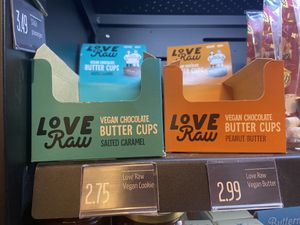 3.49
LOVE
Raw
VEGAN CHOCOLATE
BUTTER CUPS
SALTED CARAMEL
LOVE
Raw
VEGAN CHOCOLATE
BUTTER CUPS
LOVE
Raw
VEGAN CHOCOLATE
BUTTER CUPS
SALTED CARAMEL
LOVE
Raw
VEGAN CHOCOLATE
BUTTER CUPS
PEANUT BUTTER
2.75
Love Raw
Vegan Cookie
2.99
Love Raw
Vegan Butter